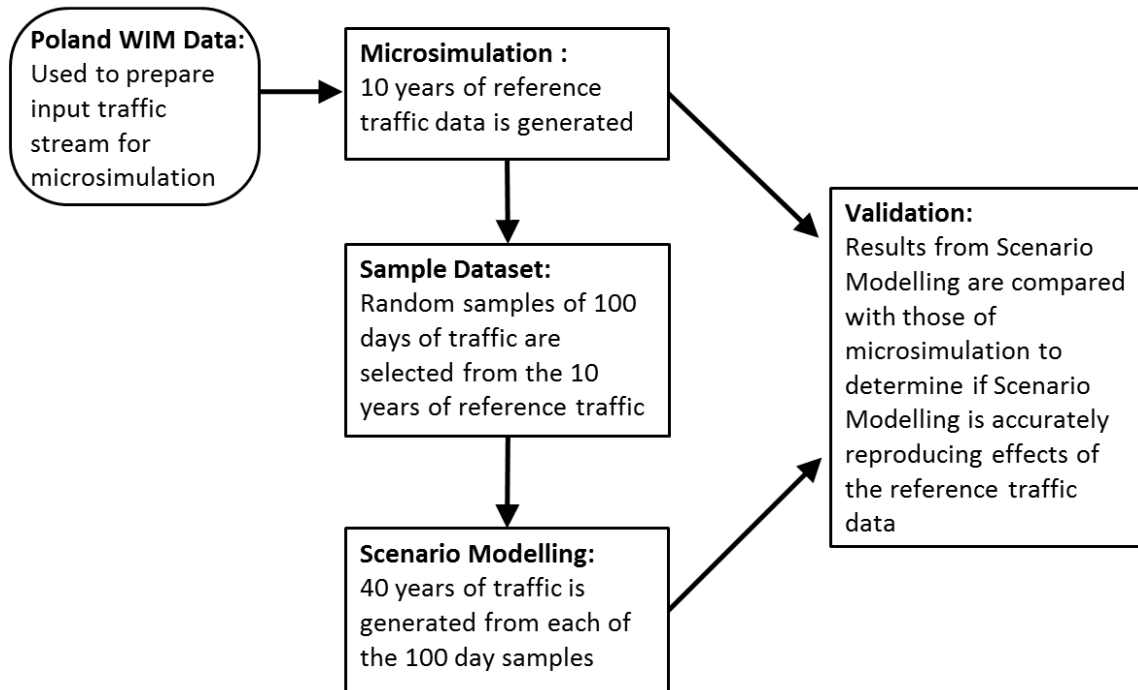 Poland WIM Data:
Used to prepare
input traffic
stream for
microsimulation
Microsimulation :
10 years of reference
traffic data is generated
Sample Dataset:
Random samples of 100
days of traffic are
selected from the 10
years of reference traffic
Scenario Modelling:
40 years of traffic is
generated from each of
the 100 day samples
Validation:
Results from Scenario
Modelling are compared
with those of
microsimulation to
determine if Scenario
Modelling is accurately
reproducing effects of
the reference traffic
data